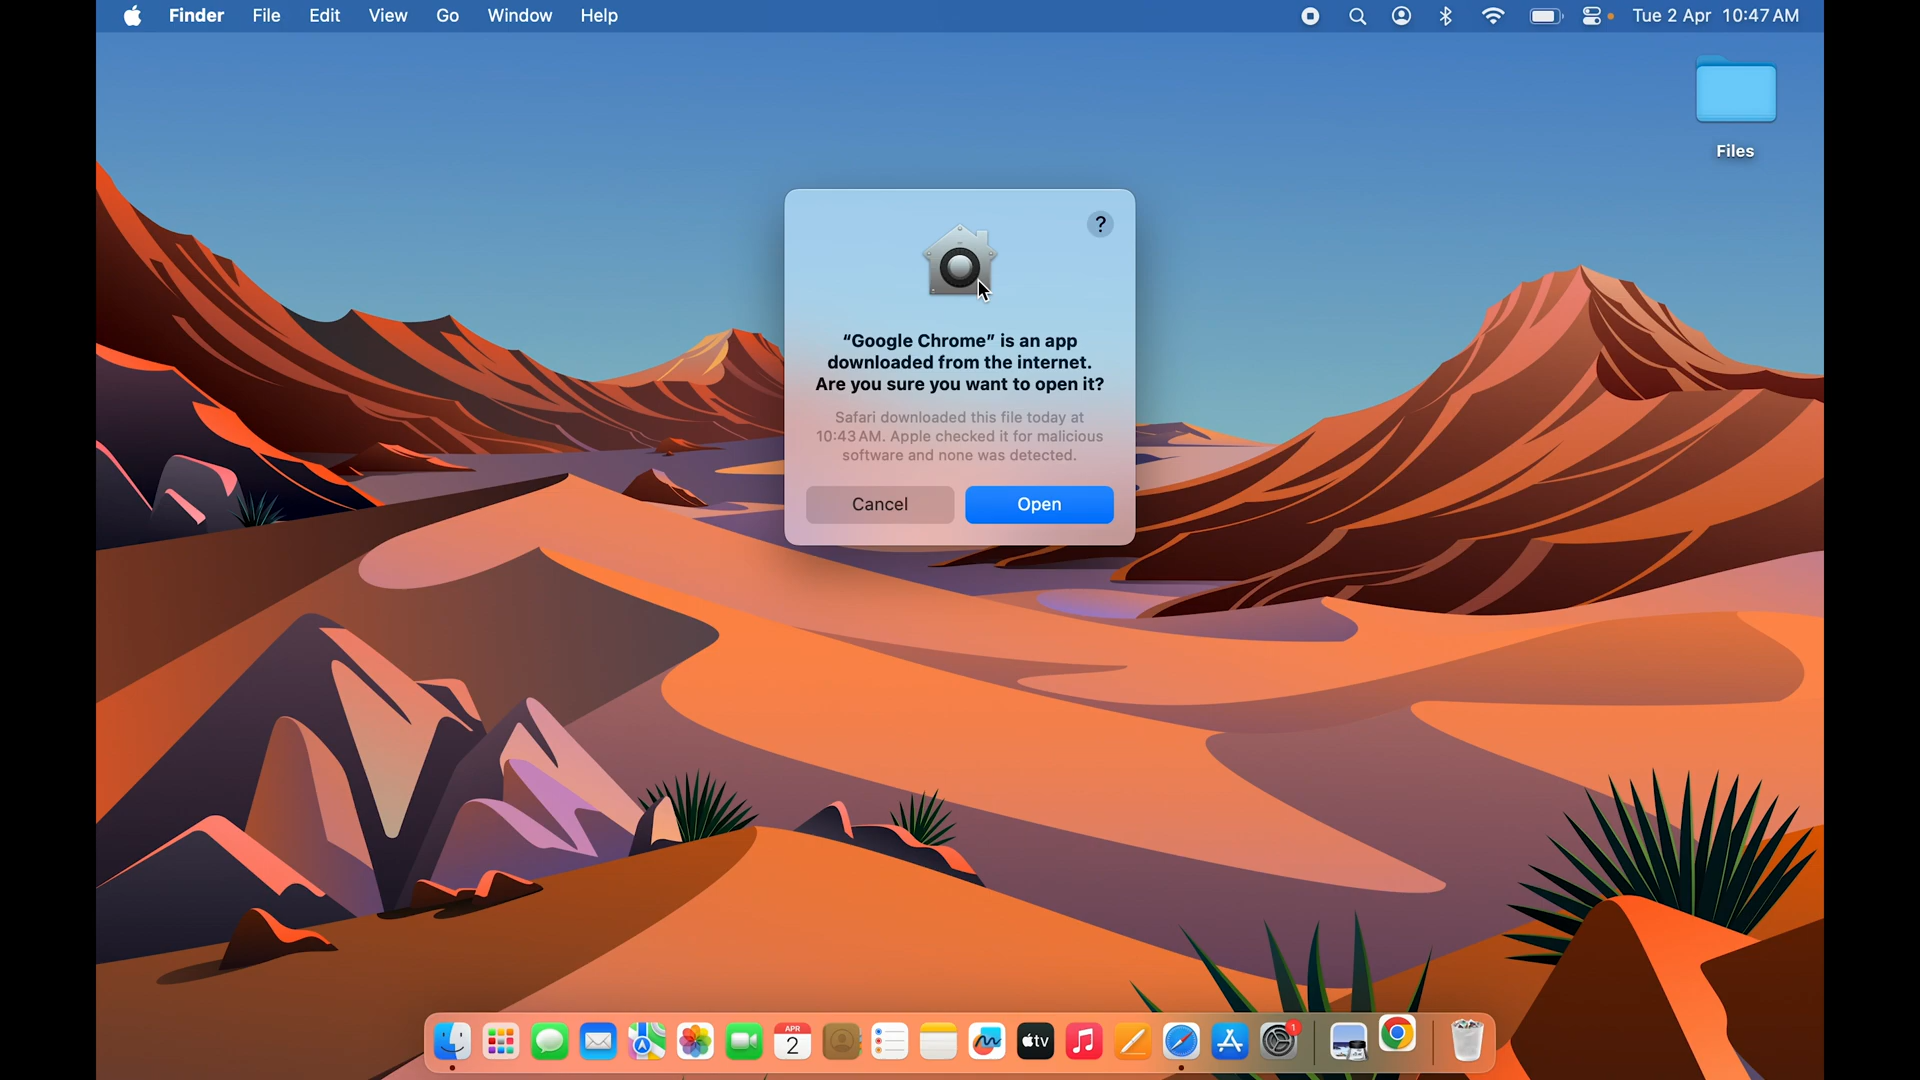 Finder File Edit View Go Window Help Tue 2 Apr 10:47 AM
Files
?
“Google Chrome” is an app
downloaded from the internet.
Are you sure you want to open it?
Safari downloaded this file today at
10:43 AM. Apple checked it for malicious
software and none was detected.
Cancel Open
APR
2
tv
1